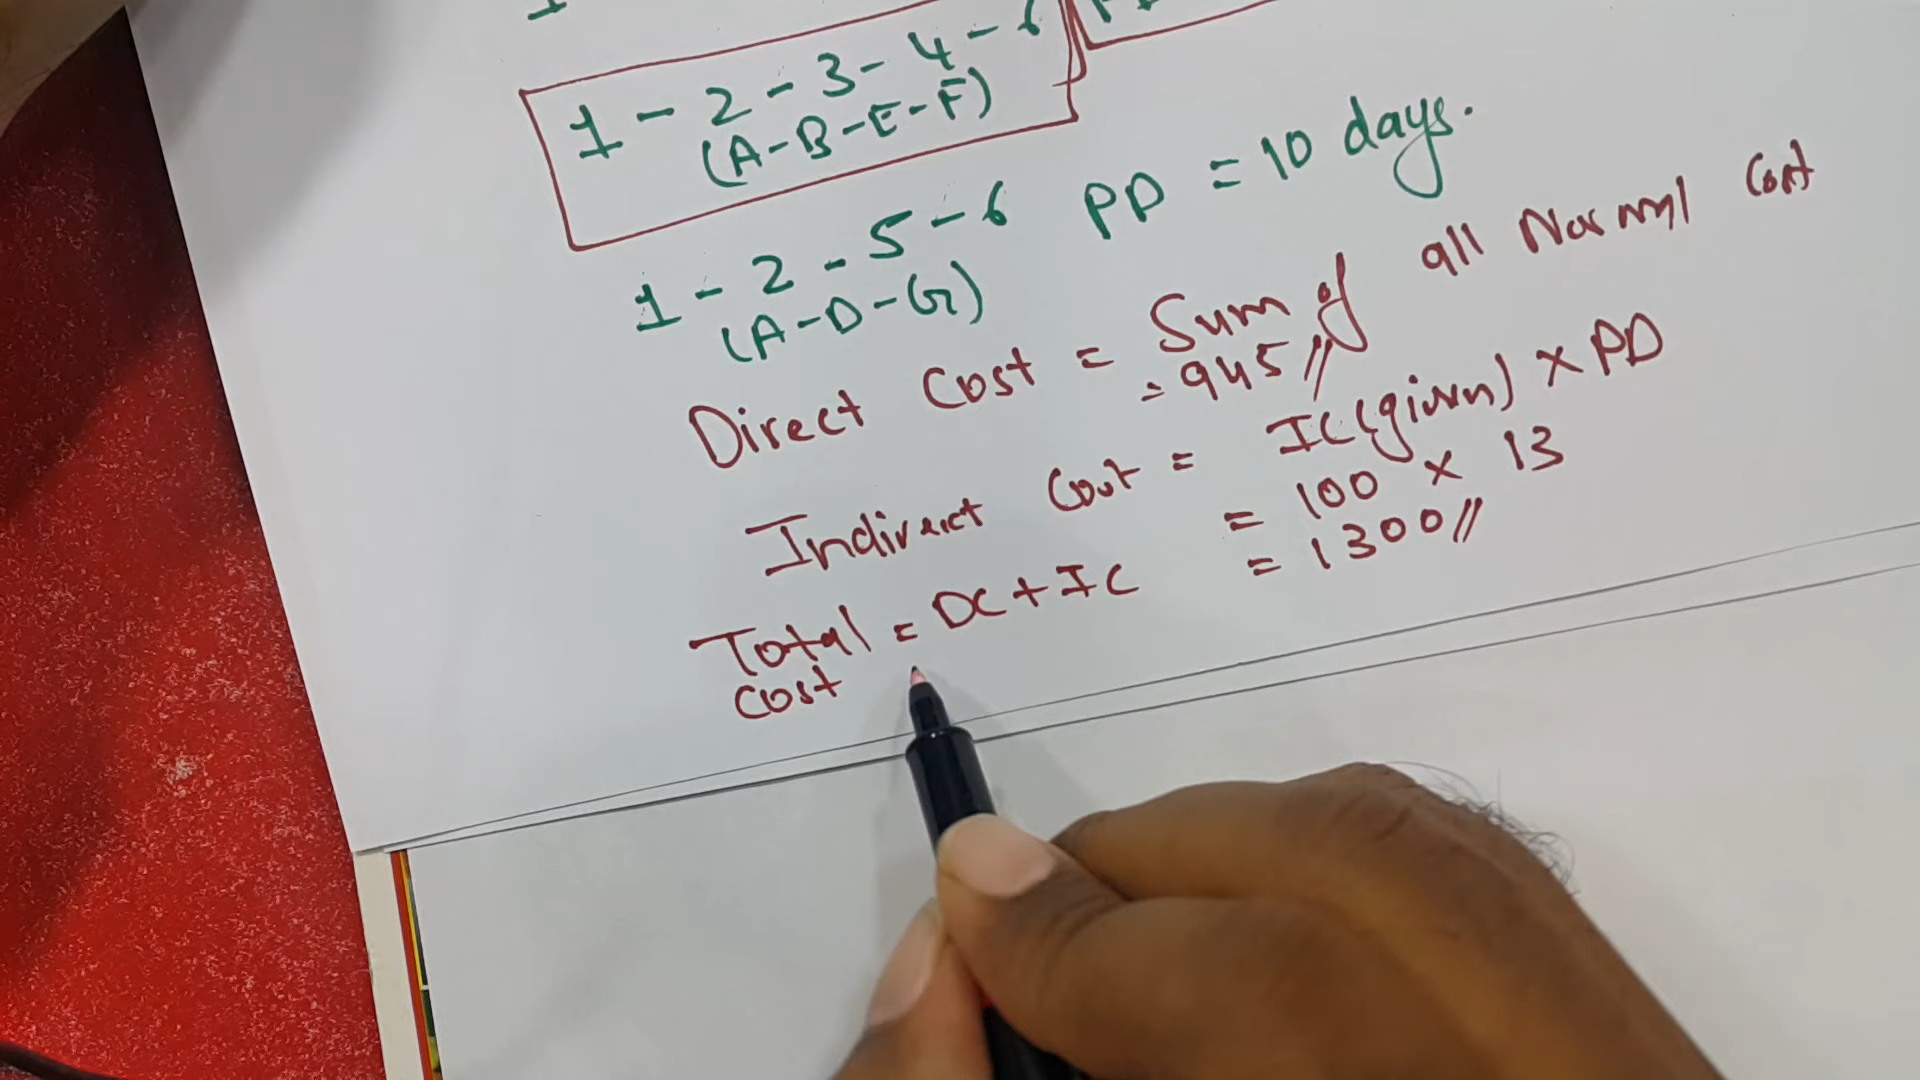 1 - 2 - 3 - 4 - 6
(A-B-E-F)
1 - 2 - 5 - 6 PD = 10 days.
(A-D-G)
Direct Cost = Sum of all Normal Cost
= 945//
Indirect Cost = IC(given) × PD
= 100 × 13
= 1300//
Total = DC + IC
Cost